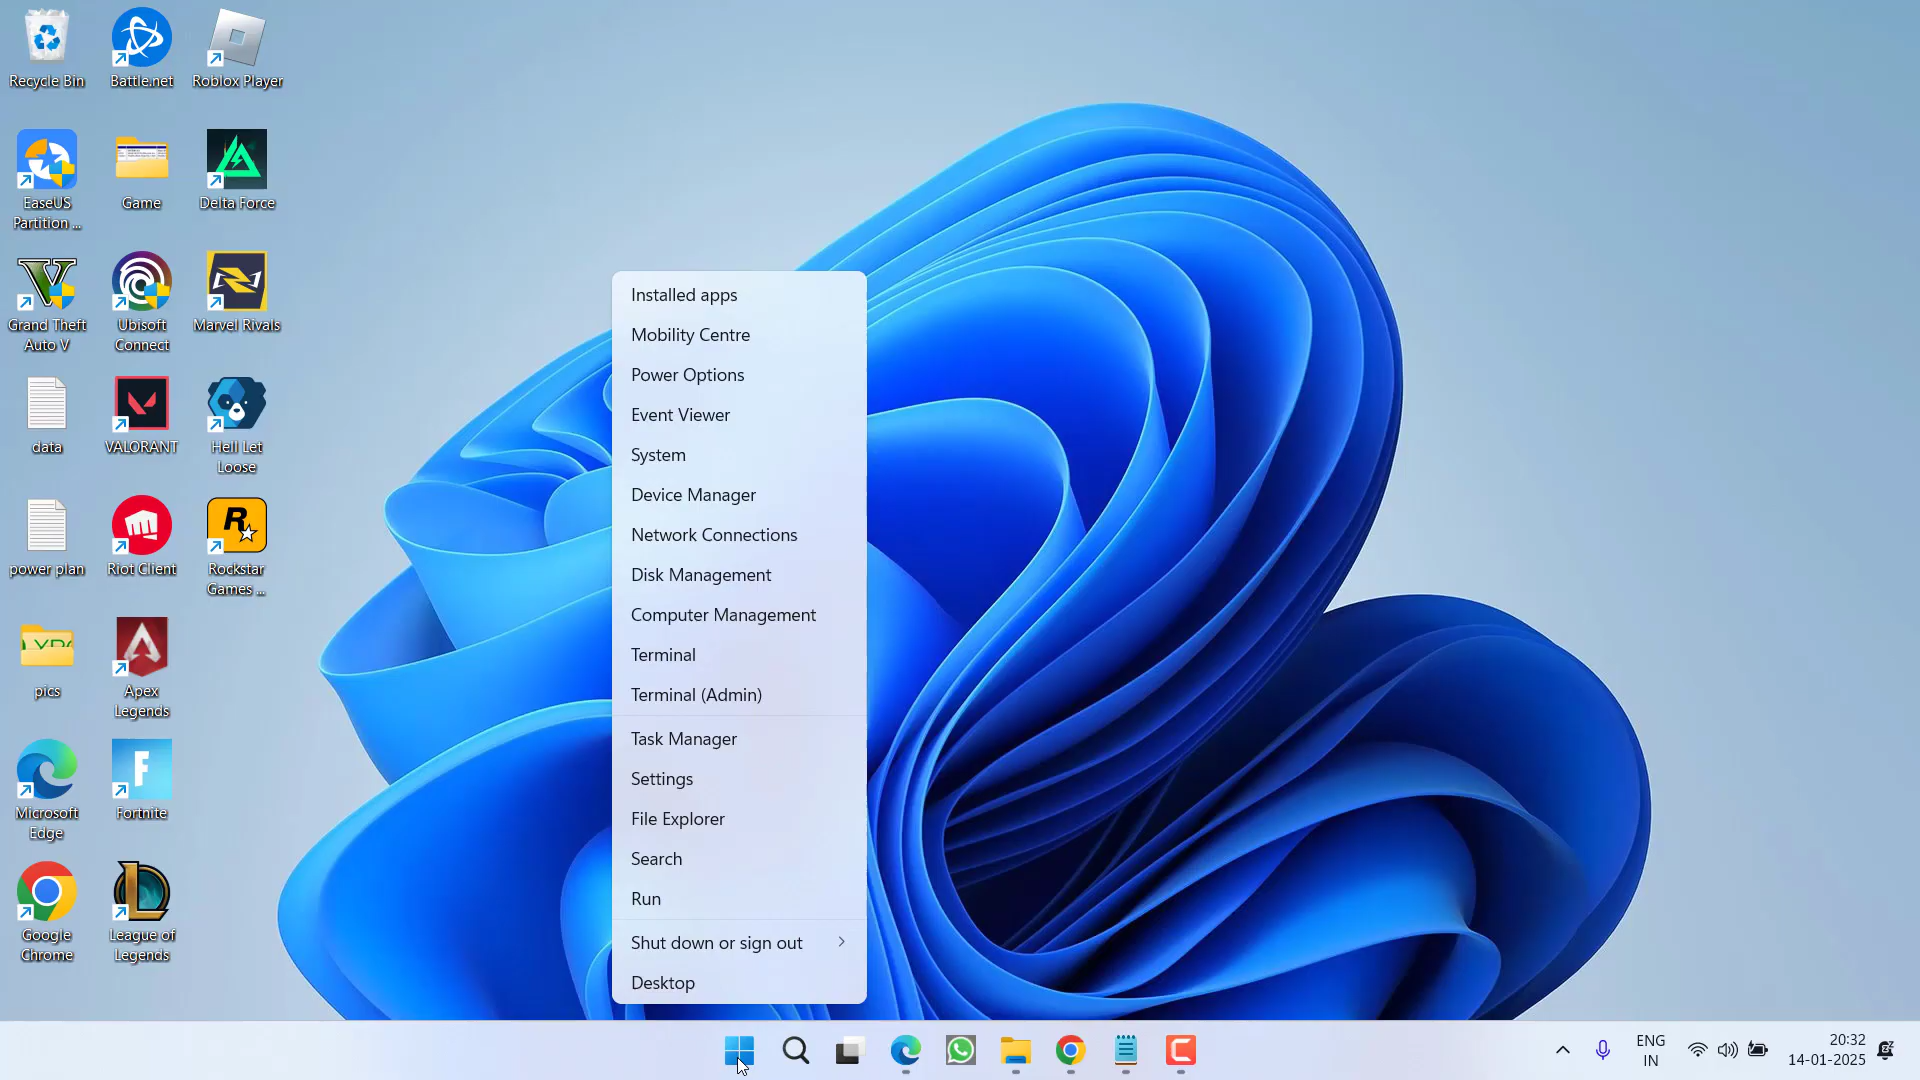 Recycle Bin
Battle.net
Roblox Player
EaseUS
Partition ...
Game
Delta Force
Grand Theft
Auto V
Ubisoft
Connect
Marvel Rivals
data
VALORANT
Hell Let
Loose
power plan
Riot Client
Rockstar
Games ...
pics
Apex
Legends
Microsoft
Edge
Fortnite
Google
Chrome
League of
Legends
Installed apps
Mobility Centre
Power Options
Event Viewer
System
Device Manager
Network Connections
Disk Management
Computer Management
Terminal
Terminal (Admin)
Task Manager
Settings
File Explorer
Search
Run
Shut down or sign out
Desktop
ENG
IN
20:32
14-01-2025